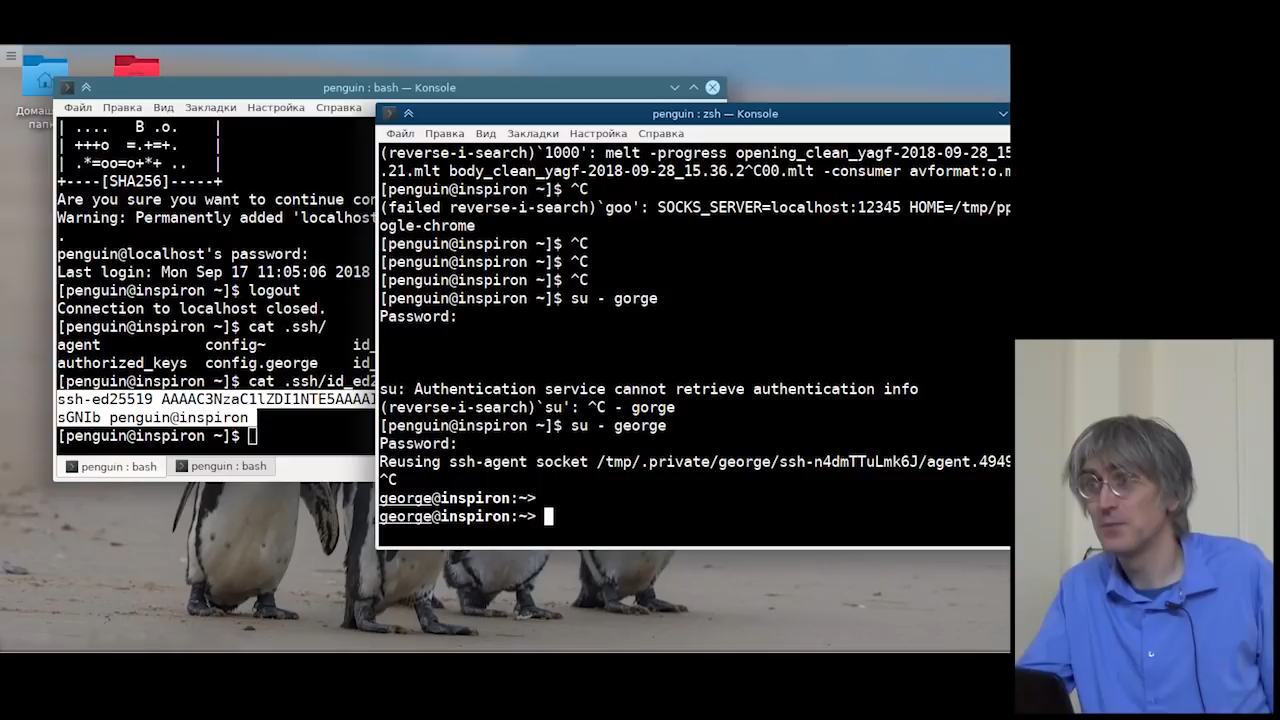 Домаш
папк
penguin : bash — Konsole
Файл Правка Вид Закладки Настройка Справка
| .... B .o. |
| +++o =.+=+. |
| .*=oo=o+*+ .. |
+----[SHA256]-----+
Are you sure you want to continue con
Warning: Permanently added 'localhost
.
penguin@localhost's password:
Last login: Mon Sep 17 11:05:06 2018
[penguin@inspiron ~]$ logout
Connection to localhost closed.
[penguin@inspiron ~]$ cat .ssh/
agent config~ id_
authorized_keys config.george id_
[penguin@inspiron ~]$ cat .ssh/id_ed2
ssh-ed25519 AAAAC3NzaC1lZDI1NTE5AAAAI
sGNIb penguin@inspiron
[penguin@inspiron ~]$
penguin : bash
penguin : bash
penguin : zsh — Konsole
Файл Правка Вид Закладки Настройка Справка
(reverse-i-search)`1000': melt -progress opening_clean_yagf-2018-09-28_15
.21.mlt body_clean_yagf-2018-09-28_15.36.2^C00.mlt -consumer avformat:o.m
[penguin@inspiron ~]$ ^C
(failed reverse-i-search)`goo': SOCKS_SERVER=localhost:12345 HOME=/tmp/pp
ogle-chrome
[penguin@inspiron ~]$ ^C
[penguin@inspiron ~]$ ^C
[penguin@inspiron ~]$ ^C
[penguin@inspiron ~]$ su - gorge
Password:
su: Authentication service cannot retrieve authentication info
(reverse-i-search)`su': ^C - gorge
[penguin@inspiron ~]$ su - george
Password:
Reusing ssh-agent socket /tmp/.private/george/ssh-n4dmTTuLmk6J/agent.4949
^C
george@inspiron:~>
george@inspiron:~>